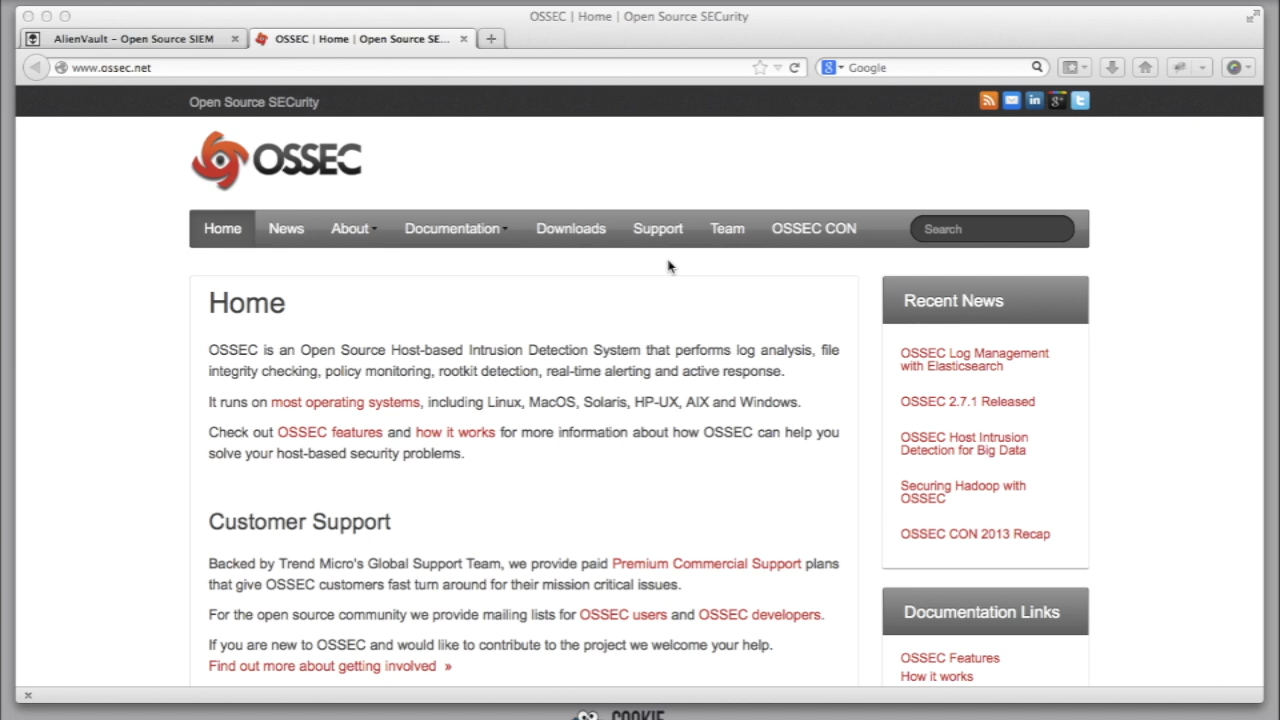 OSSEC | Home | Open Source SECurity
AlienVault - Open Source SIEM
OSSEC | Home | Open Source SE...
www.ossec.net
Google
Open Source SECurity
OSSEC
Home News About Documentation Downloads Support Team OSSEC CON Search
Home
OSSEC is an Open Source Host-based Intrusion Detection System that performs log analysis, file
integrity checking, policy monitoring, rootkit detection, real-time alerting and active response.
It runs on most operating systems, including Linux, MacOS, Solaris, HP-UX, AIX and Windows.
Check out OSSEC features and how it works for more information about how OSSEC can help you
solve your host-based security problems.
Customer Support
Backed by Trend Micro's Global Support Team, we provide paid Premium Commercial Support plans
that give OSSEC customers fast turn around for their mission critical issues.
For the open source community we provide mailing lists for OSSEC users and OSSEC developers.
If you are new to OSSEC and would like to contribute to the project we welcome your help.
Find out more about getting involved »
Recent News
OSSEC Log Management
with Elasticsearch
OSSEC 2.7.1 Released
OSSEC Host Intrusion
Detection for Big Data
Securing Hadoop with
OSSEC
OSSEC CON 2013 Recap
Documentation Links
OSSEC Features
How it works
COOKIE